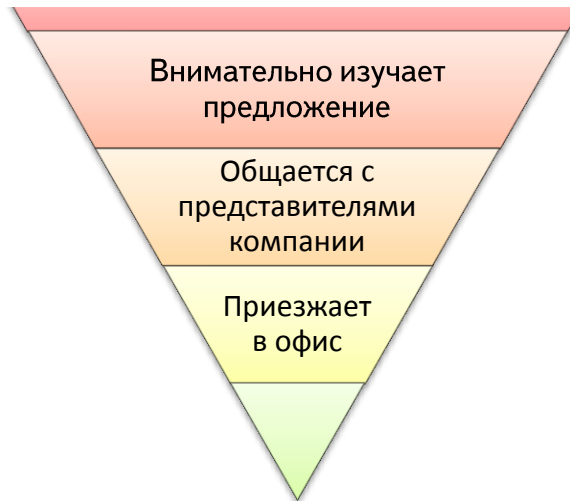 Внимательно изучает
предложение
Общается с
представителями
компании
Приезжает
в офис